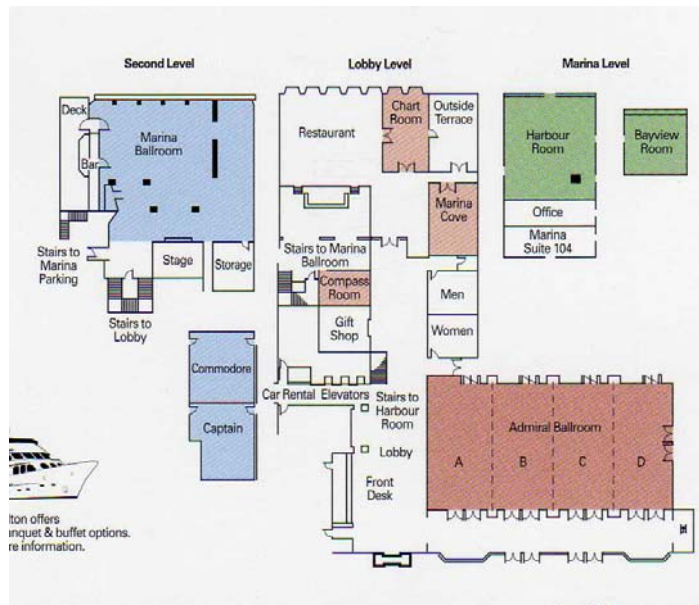 Second Level
Lobby Level
Marina Level
Deck
Marina
Ballroom
Bar
Stairs to
Marina
Parking
Stage
Storage
Stairs to
Lobby
Commodore
Captain
Restaurant
Chart
Room
Outside
Terrace
Marina
Cove
Stairs to Marina
Ballroom
Compass
Room
Gift
Shop
Men
Women
Car Rental
Elevators
Stairs to
Harbour
Room
Lobby
Front
Desk
Admiral Ballroom
A
B
C
D
Harbour
Room
Bayview
Room
Office
Marina
Suite 104
lton offers
anquet & buffet options.
re information.